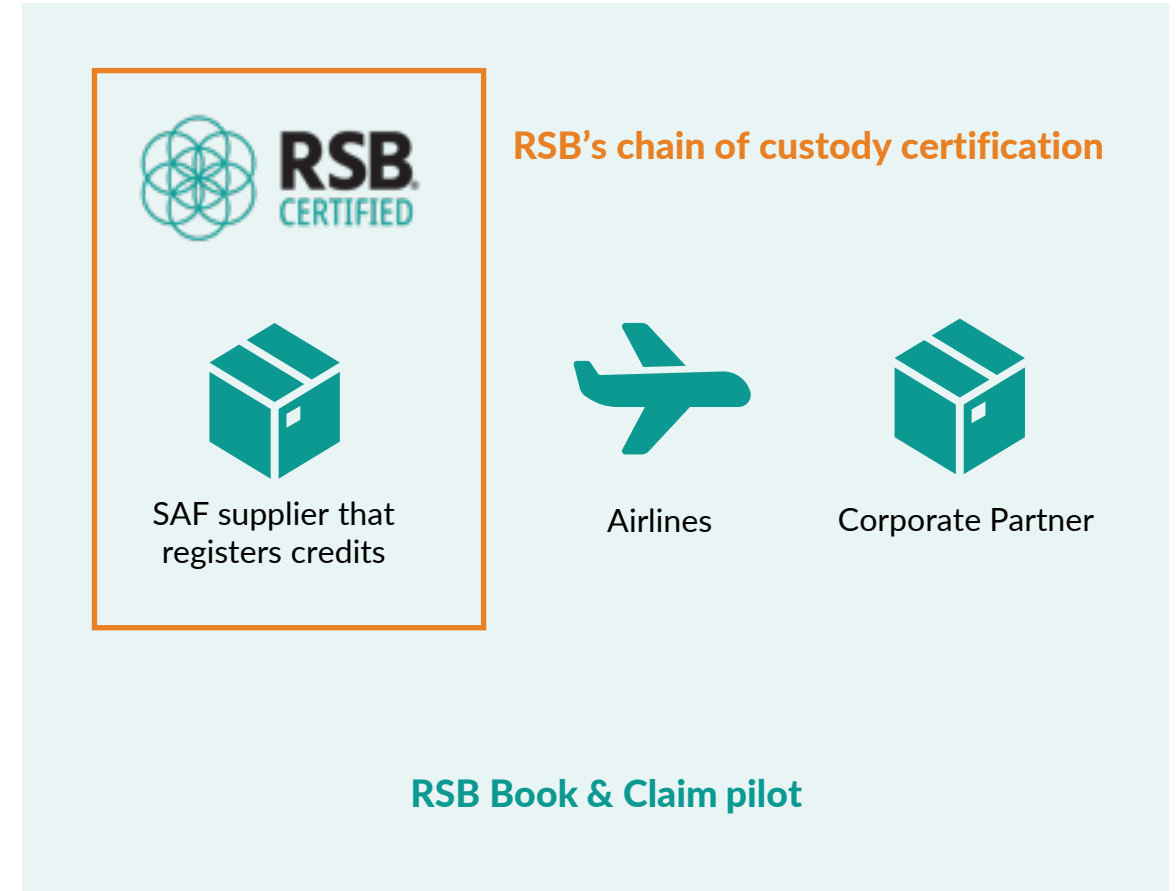 RSB®
CERTIFIED
RSB’s chain of custody certification
SAF supplier that
registers credits
Airlines
Corporate Partner
RSB Book & Claim pilot